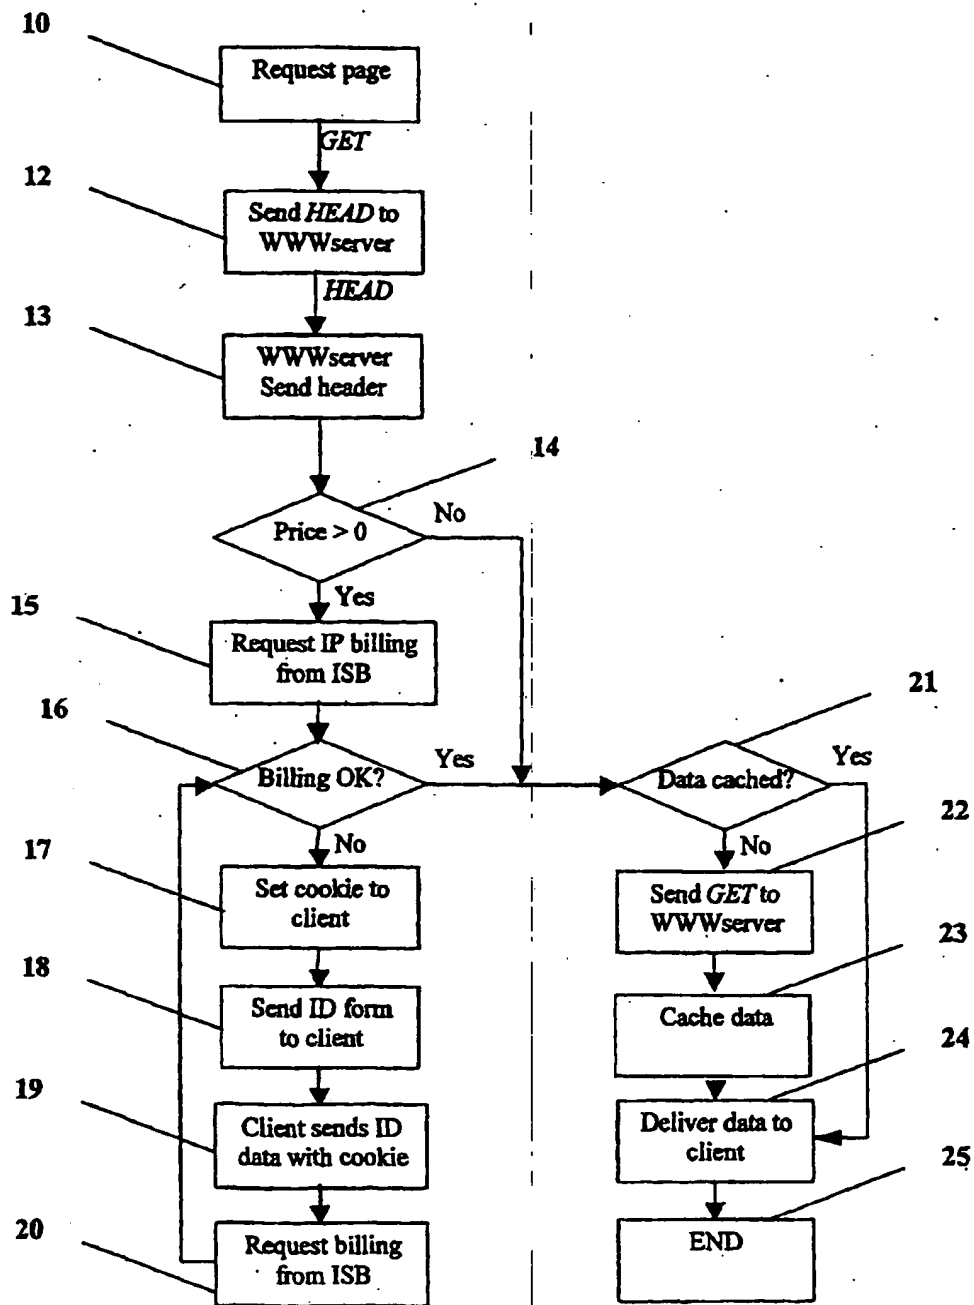 10
Request page
GET
12
Send HEAD to
WWWserver
HEAD
13
WWWserver
Send header
14
Price > 0
No
Yes
15
Request IP billing
from ISB
16
Billing OK?
Yes
No
17
Set cookie to
client
18
Send ID form
to client
19
Client sends ID
data with cookie
20
Request billing
from ISB
21
Data cached?
Yes
No
22
Send GET to
WWWserver
23
Cache data
24
Deliver data to
client
25
END